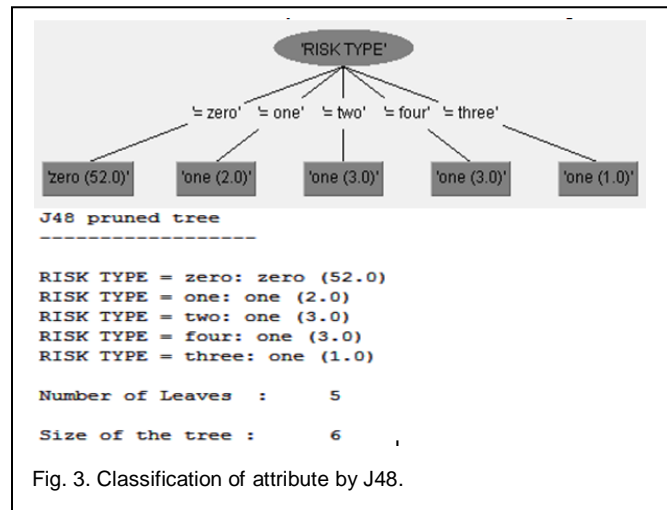 'RISK TYPE'
'= zero' '= one' '= two' '= four' '= three'
'zero (52.0)' 'one (2.0)' 'one (3.0)' 'one (3.0)' 'one (1.0)'
J48 pruned tree
------------------
RISK TYPE = zero: zero (52.0)
RISK TYPE = one: one (2.0)
RISK TYPE = two: one (3.0)
RISK TYPE = four: one (3.0)
RISK TYPE = three: one (1.0)
Number of Leaves : 5
Size of the tree : 6
Fig. 3. Classification of attribute by J48.